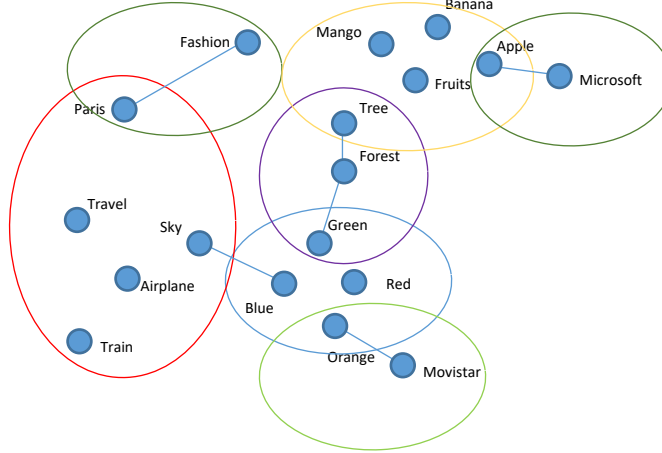 Banana
Mango
Fashion
Apple
Fruits
Microsoft
Paris
Tree
Forest
Travel
Sky
Green
Airplane
Red
Blue
Train
Orange
Movistar